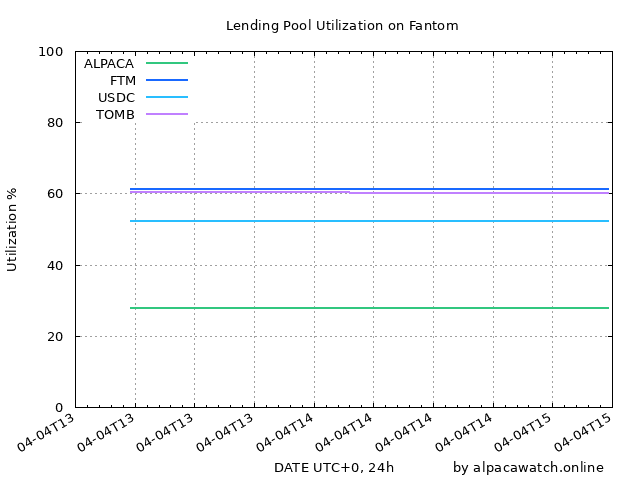 Lending Pool Utilization on Fantom
100
80
60
40
20
0
Utilization %
ALPACA
FTM
USDC
TOMB
04-04T13
04-04T13
04-04T13
04-04T13
04-04T14
04-04T14
04-04T14
04-04T14
04-04T15
04-04T15
DATE UTC+0, 24h
by alpacawatch.online